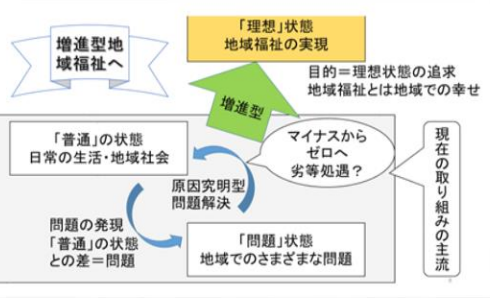 増進型地
域福祉へ
「理想」状態
地域福祉の実現
目的＝理想状態の追求
地域福祉とは地域での幸せ
増進型
「普通」の状態
日常の生活・地域社会
マイナスから
ゼロへ
劣等処遇？
現在の取り組みの主流
原因究明型
問題解決
問題の発現
「普通」の状態
との差＝問題
「問題」状態
地域でのさまざまな問題